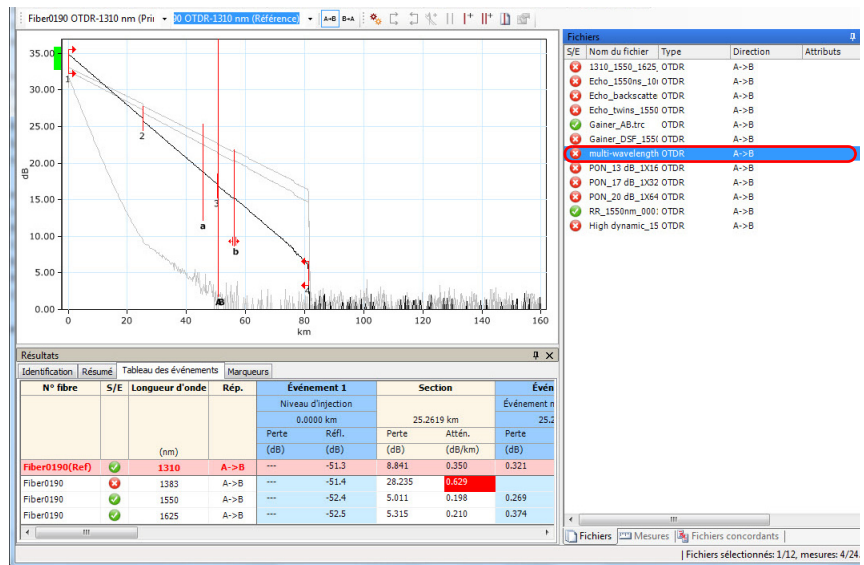 Fiber0190 OTDR-1310 nm (Pri 90 OTDR-1310 nm (Référence) A→B B→A
35.00
30.00
25.00
20.00
15.00
10.00
5.00
0.00
dB
1
2
3
a
b
0 20 40 60 80 100 120 140 160
km
Résultats
Identification Résumé Tableau des événements Marqueurs
N° fibre S/E Longueur d'onde Rép. Événement 1 Section Évén
Niveau d'injection Événement n
0.0000 km 25.2619 km 25.2
Perte Réfl. Perte Attén. Perte
(nm) (dB) (dB) (dB) (dB/km) (dB)
Fiber0190(Ref) 1310 A->B --- -51.3 8.841 0.350 0.321
Fiber0190 1383 A->B --- -51.4 28.235 0.629
Fiber0190 1550 A->B --- -52.4 5.011 0.198 0.269
Fiber0190 1625 A->B --- -52.5 5.315 0.210 0.374
Fichiers
S/E Nom du fichier Type Direction Attributs
1310_1550_1625_ OTDR A->B
Echo_1550ns_10 OTDR A->B
Echo_backscatte OTDR A->B
Echo_twins_1550 OTDR A->B
Gainer_AB.trc OTDR A->B
Gainer_DSF_155 OTDR A->B
multi-wavelength OTDR A->B
PON_13 dB_1X16 OTDR A->B
PON_17 dB_1X32 OTDR A->B
PON_20 dB_1X64 OTDR A->B
RR_1550nm_000 OTDR A->B
High dynamic_15 OTDR A->B
Fichiers Mesures Fichiers concordants
Fichiers sélectionnés: 1/12, mesures: 4/24